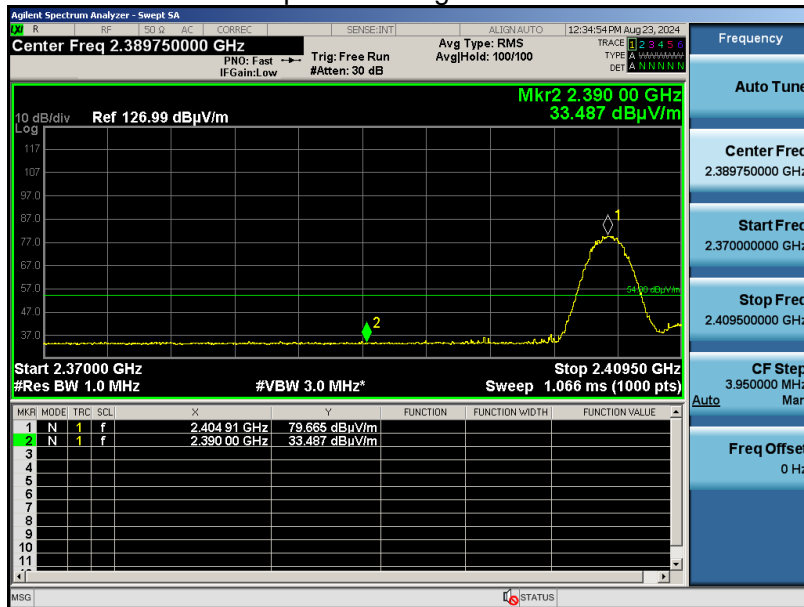 Agilent Spectrum Analyzer - Swept SA
LXI R RF 50 Ω AC CORREC SENSE:INT ALIGN AUTO 12:34:54 PM Aug 23, 2024
Center Freq 2.389750000 GHz
PNO: Fast
IFGain:Low
Trig: Free Run
#Atten: 30 dB
Avg Type: RMS
Avg|Hold: 100/100
TRACE 1 2 3 4 5 6
TYPE A WWWWW
DET A N N N N N
Mkr2 2.390 00 GHz
33.487 dBµV/m
10 dB/div Ref 126.99 dBµV/m
Log
117
107
97.0
87.0
77.0
67.0
57.0
47.0
37.0
1
54.00 dBµV/m
2
Start 2.37000 GHz Stop 2.40950 GHz
#Res BW 1.0 MHz #VBW 3.0 MHz* Sweep 1.066 ms (1000 pts)
MKR MODE TRC SCL X Y FUNCTION FUNCTION WIDTH FUNCTION VALUE
1 N 1 f 2.404 91 GHz 79.665 dBµV/m
2 N 1 f 2.390 00 GHz 33.487 dBµV/m
3
4
5
6
7
8
9
10
11
MSG STATUS
Frequency
Auto Tune
Center Freq
2.389750000 GHz
Start Freq
2.370000000 GHz
Stop Freq
2.409500000 GHz
CF Step
3.950000 MHz
Auto Man
Freq Offset
0 Hz